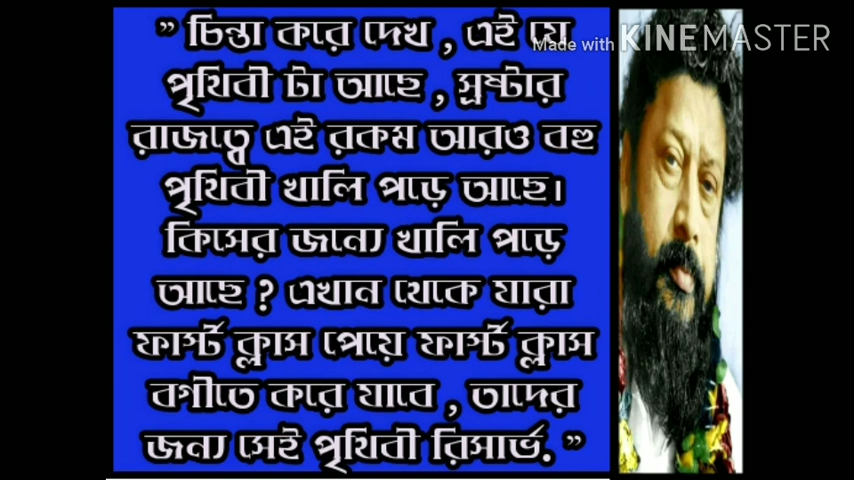 ” চিন্তা করে দেখ , এই যে
Made with KINEMASTER
পৃথিবী টা আছে , স্রষ্টার
রাজত্বে এই রকম আরও বহু
পৃথিবী খালি পড়ে আছে।
কিসের জন্যে খালি পড়ে
আছে ? এখান থেকে যারা
ফার্স্ট ক্লাস পেয়ে ফার্স্ট ক্লাস
বগীতে করে যাবে , তাদের
জন্য সেই পৃথিবী রিসার্ভ. ”